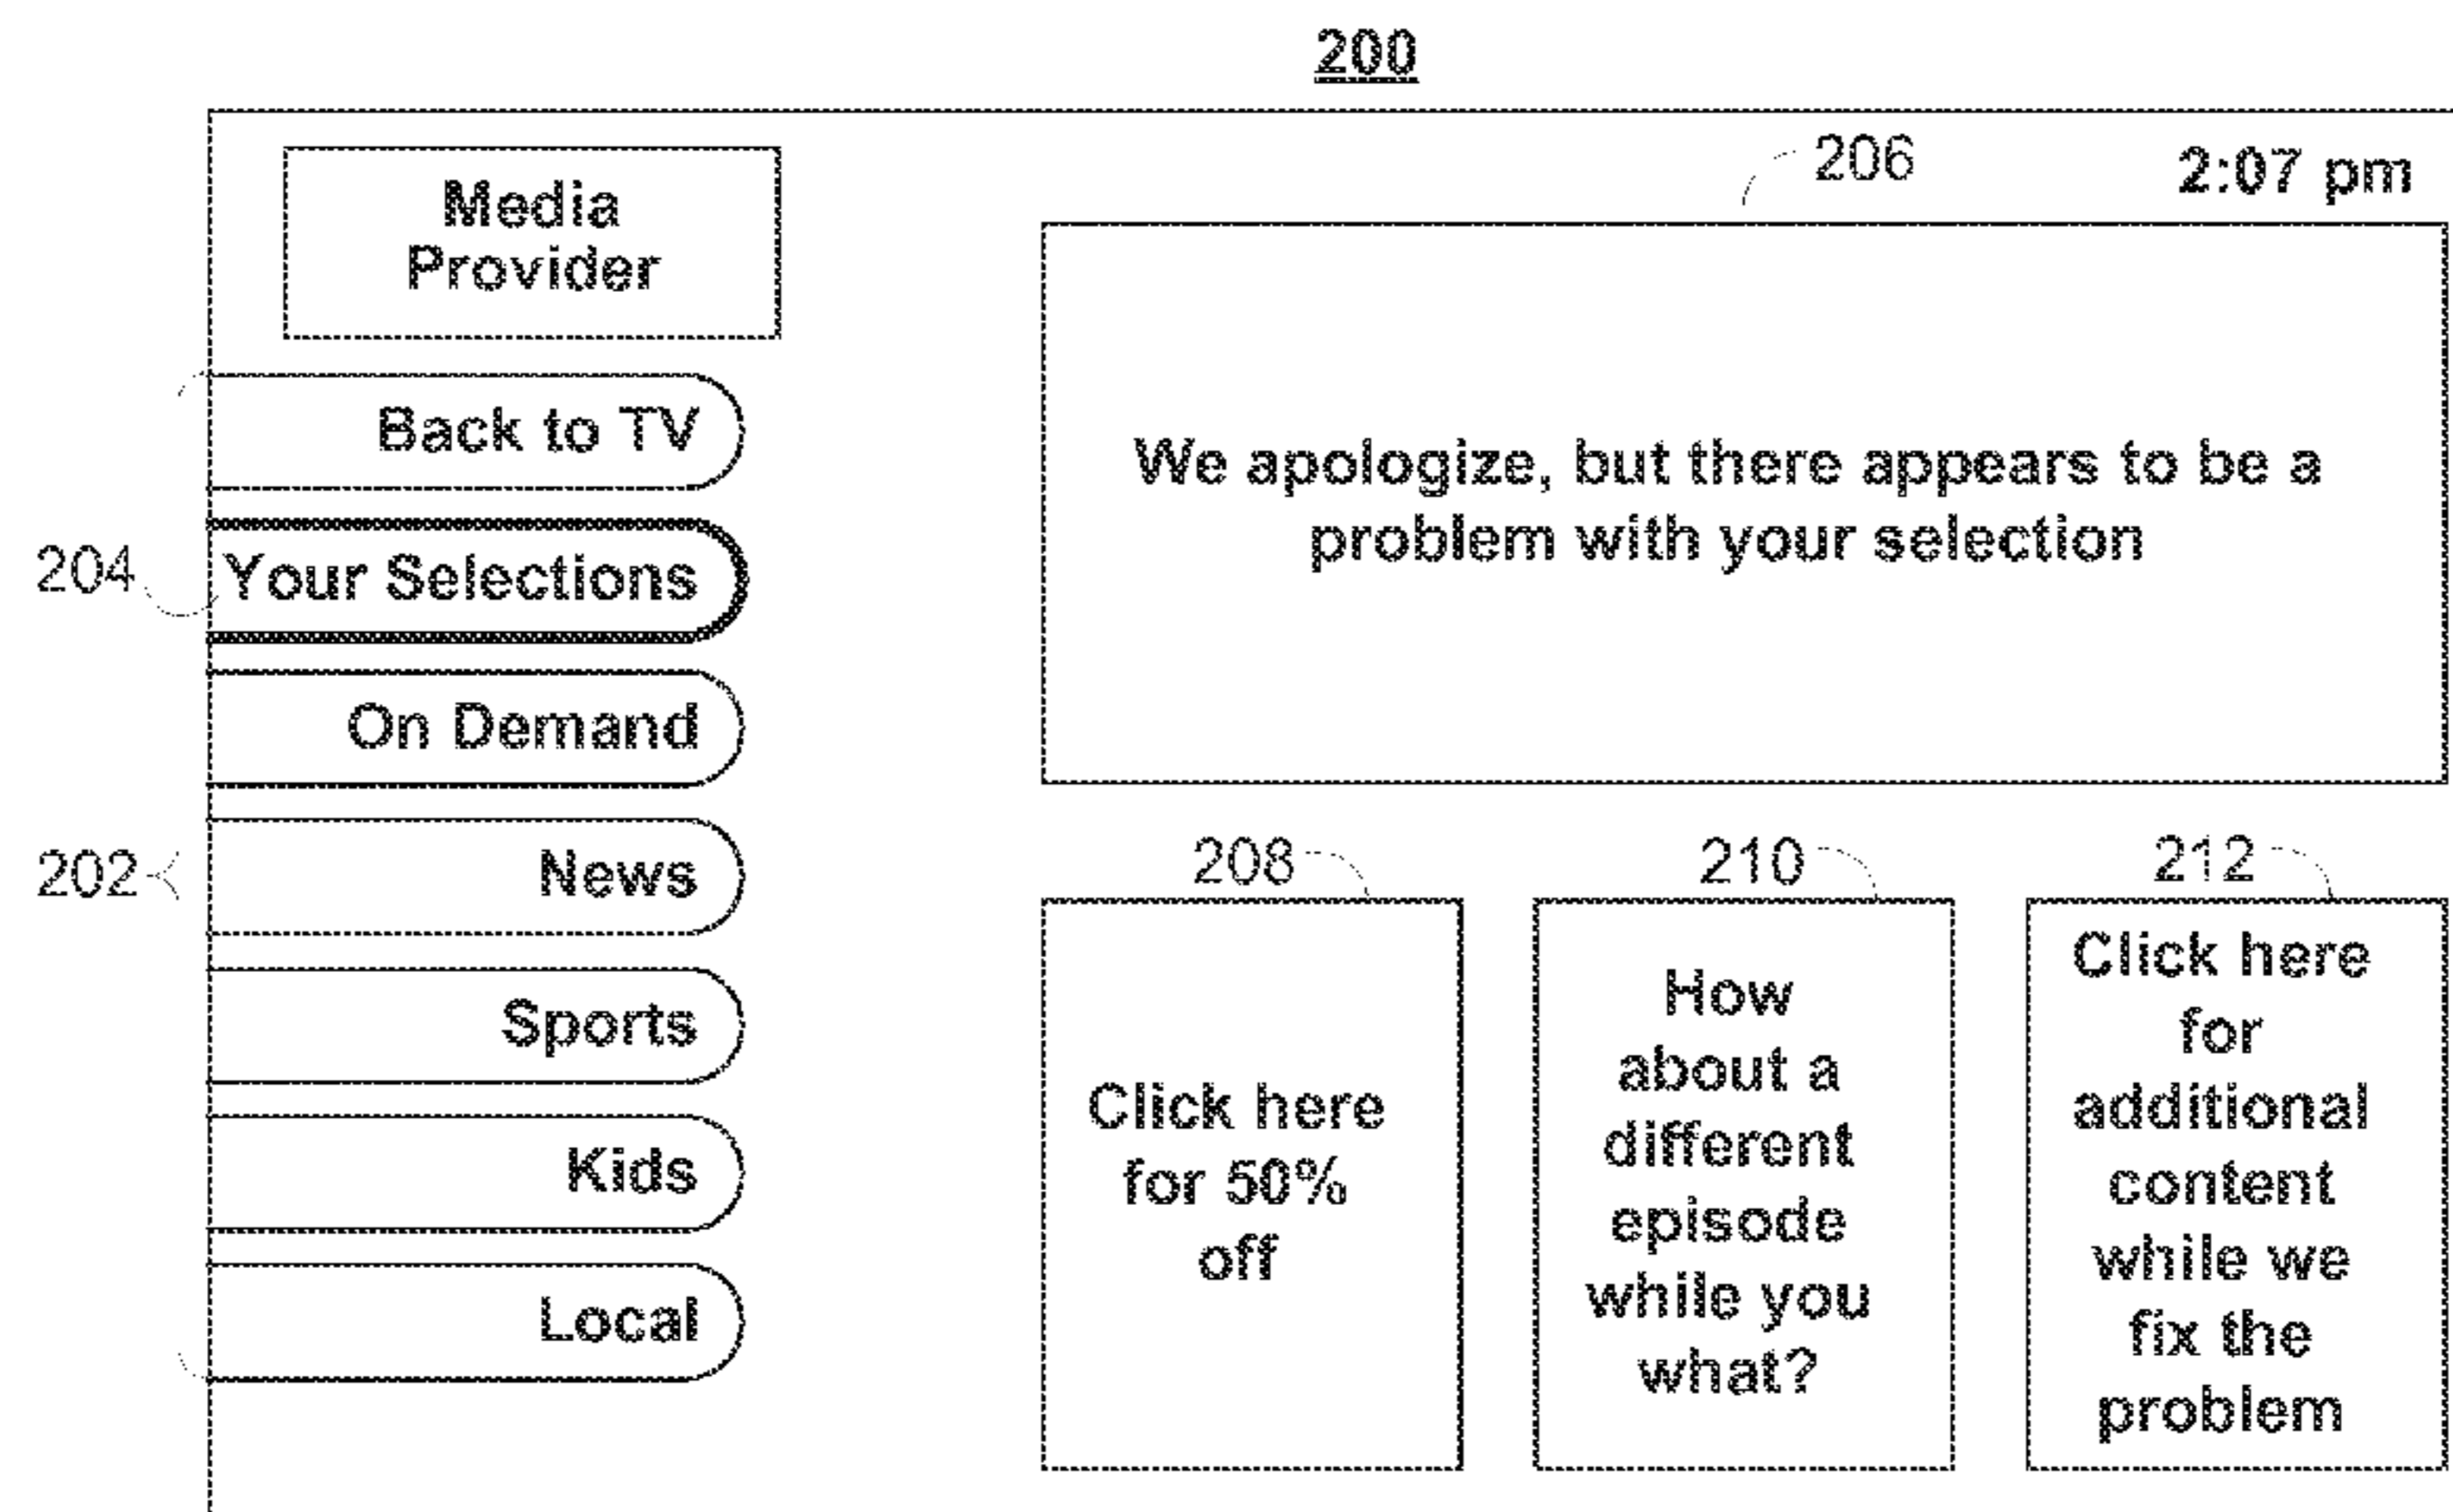 200
206
2:07 pm
Media
Provider
Back to TV
204
Your Selections
On Demand
202
News
Sports
Kids
Local
We apologize, but there appears to be a
problem with your selection
208
Click here
for 50%
off
210
How
about a
different
episode
while you
what?
212
Click here
for
additional
content
while we
fix the
problem